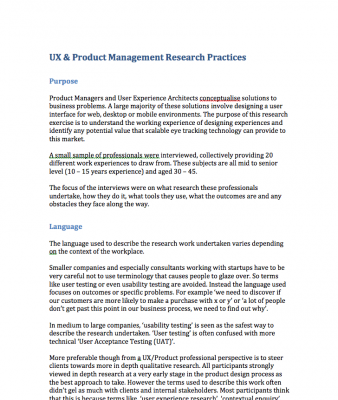 UX & Product Management Research Practices
Purpose
Product Managers and User Experience Architects conceptualise solutions to
business problems. A large majority of these solutions involve designing a user
interface for web, desktop or mobile environments. The purpose of this research
exercise is to understand the working experience of designing experiences and
identify any potential value that scalable eye tracking technology can provide to
this market.
A small sample of professionals were interviewed, collectively providing 20
different work experiences to draw from. These subjects are all mid to senior
level (10 – 15 years experience) and aged 30 – 45.
The focus of the interviews were on what research these professionals
undertake, how they do it, what tools they use, what the outcomes are and any
obstacles they face along the way.
Language
The language used to describe the research work undertaken varies depending
on the context of the workplace.
Smaller companies and especially consultants working with startups have to be
very careful not to use terminology that causes people to glaze over. So terms
like user testing or even usability testing are avoided. Instead the language used
focuses on outcomes or specific problems. For example 'we need to discover if
our customers are more likely to make a purchase with x or y' or 'a lot of people
don't get past this point in our business process, we need to find out why'.
In medium to large companies, 'usability testing' is seen as the safest way to
describe the research undertaken. 'User testing' is often confused with more
technical 'User Acceptance Testing (UAT)'.
More preferable though from a UX/Product professional perspective is to steer
clients towards more in depth qualitative research. All participants strongly
viewed in depth research at a very early stage in the product design process as
the best approach to take. However the terms used to describe this work often
didn't gel as much with clients and internal stakeholders. Most participants think
that this is because terms like 'user experience research', 'contextual enquiry'